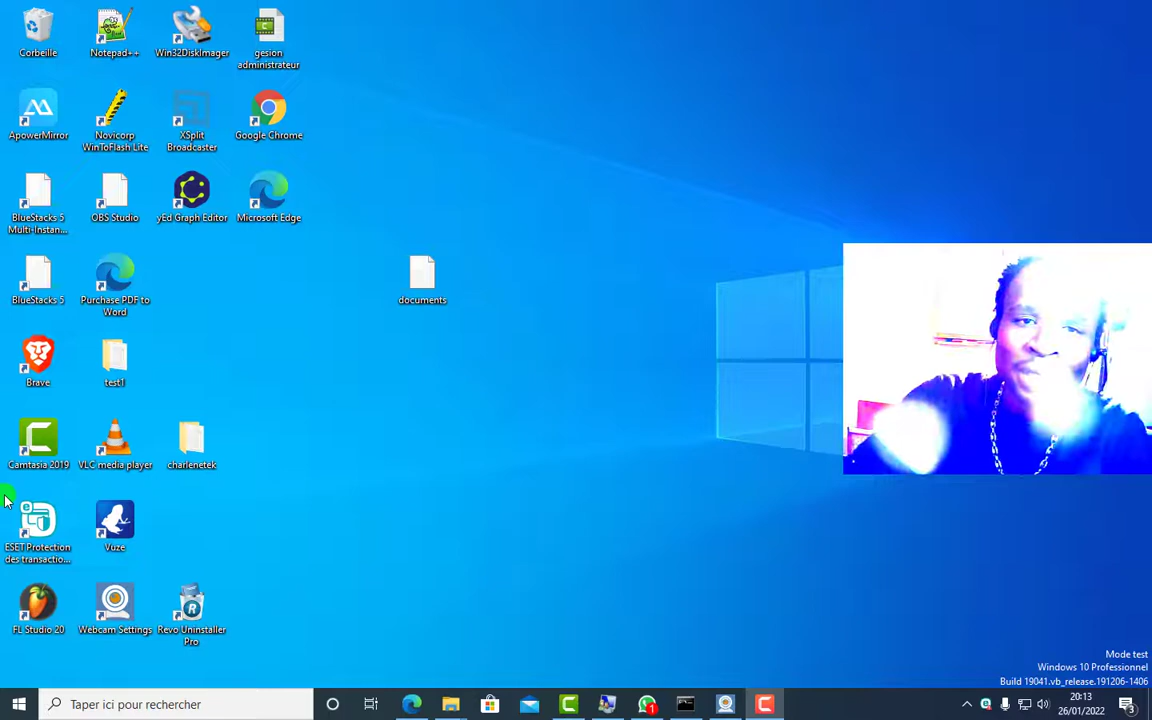 Corbeille
Notepad++
Win32DiskImager
gesion
administrateur
ApowerMirror
Novicorp
WinToFlash Lite
XSplit
Broadcaster
Google Chrome
BlueStacks 5
Multi-Instan...
OBS Studio
yEd Graph Editor
Microsoft Edge
BlueStacks 5
Purchase PDF to
Word
documents
Brave
test1
Camtasia 2019
VLC media player
charlenetek
ESET Protection
des transactio...
Vuze
FL Studio 20
Webcam Settings
Revo Uninstaller
Pro
Mode test
Windows 10 Professionnel
Build 19041.vb_release.191206-1406
Taper ici pour rechercher
1
20:13
26/01/2022
3